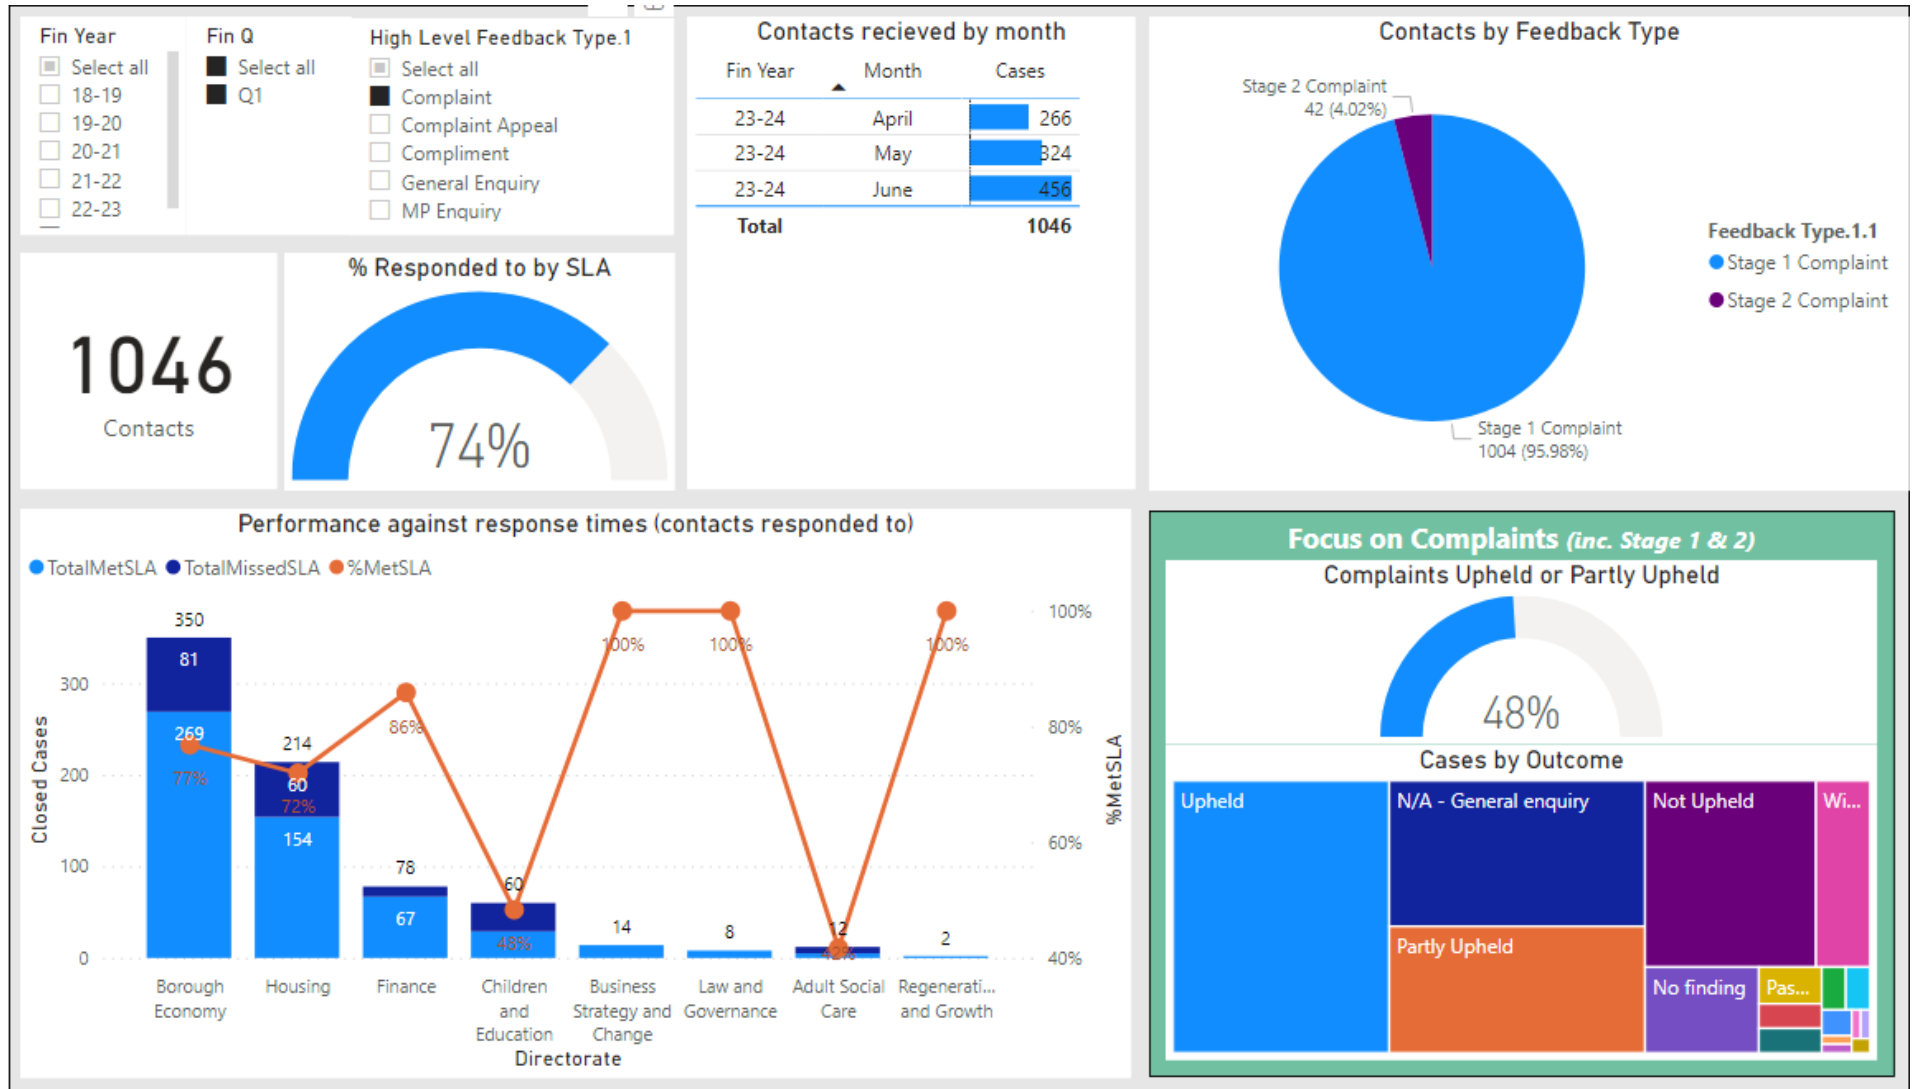 Fin Year
Select all
18-19
19-20
20-21
21-22
22-23
Fin Q
Select all
Q1
High Level Feedback Type.1
Select all
Complaint
Complaint Appeal
Compliment
General Enquiry
MP Enquiry
Contacts recieved by month
Fin Year Month Cases
23-24 April 266
23-24 May 324
23-24 June 456
Total 1046
Contacts by Feedback Type
Stage 2 Complaint
42 (4.02%)
Stage 1 Complaint
1004 (95.98%)
Feedback Type.1.1
Stage 1 Complaint
Stage 2 Complaint
1046
Contacts
% Responded to by SLA
74%
Performance against response times (contacts responded to)
TotalMetSLA TotalMissedSLA %MetSLA
Closed Cases
300
200
100
0
350
81
269
77%
214
60
72%
154
78
86%
67
60
48%
14
100%
8
100%
12
42%
2
100%
100%
80%
60%
40%
%MetSLA
Borough
Economy
Housing
Finance
Children
and
Education
Business
Strategy and
Change
Law and
Governance
Adult Social
Care
Regenerati...
and Growth
Directorate
Focus on Complaints (inc. Stage 1 & 2)
Complaints Upheld or Partly Upheld
48%
Cases by Outcome
Upheld
N/A - General enquiry
Partly Upheld
Not Upheld
Wi...
No finding
Pas...